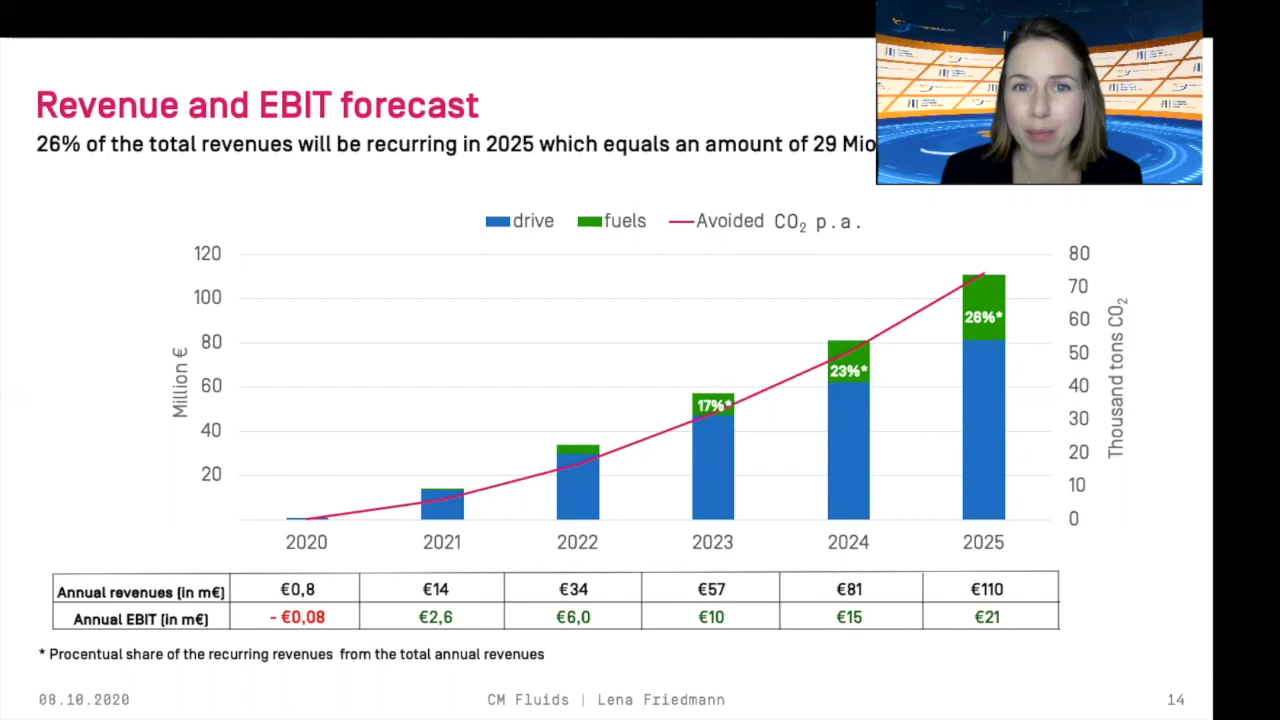 Revenue and EBIT forecast
26% of the total revenues will be recurring in 2025 which equals an amount of 29 Mio
drive fuels Avoided CO₂ p.a.
120 80
100 70
80 60
60 50
40 40
20 30
20
10
0
Million €
Thousand tons CO₂
26%*
23%*
17%*
2020 2021 2022 2023 2024 2025
Annual revenues (in m€) €0,8 €14 €34 €57 €81 €110
Annual EBIT (in m€) - €0,08 €2,6 €6,0 €10 €15 €21
* Procentual share of the recurring revenues from the total annual revenues
08.10.2020 CM Fluids | Lena Friedmann 14